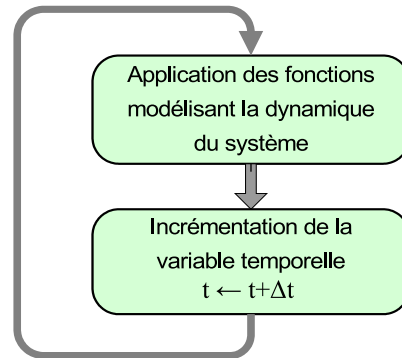 Application des fonctions
modélisant la dynamique
du système
Incrémentation de la
variable temporelle
t ← t+Δt